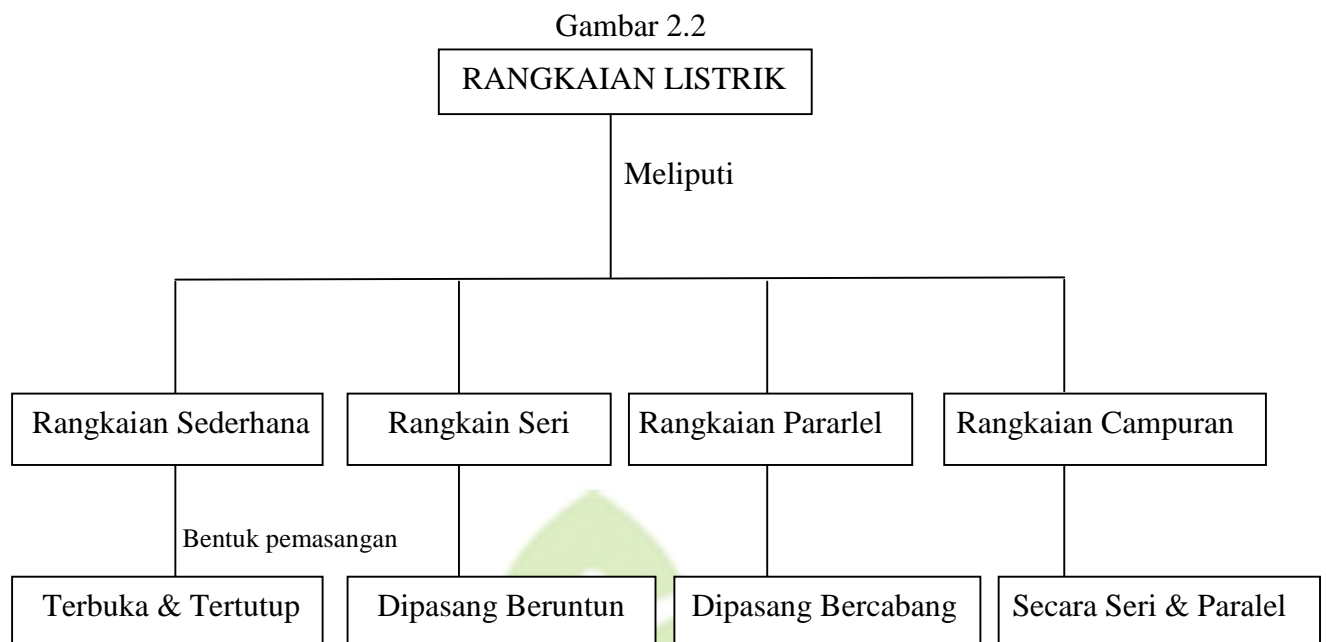 Gambar 2.2
RANGKAIAN LISTRIK
Meliputi
Rangkaian Sederhana
Rangkain Seri
Rangkaian Pararlel
Rangkaian Campuran
Bentuk pemasangan
Terbuka & Tertutup
Dipasang Beruntun
Dipasang Bercabang
Secara Seri & Paralel